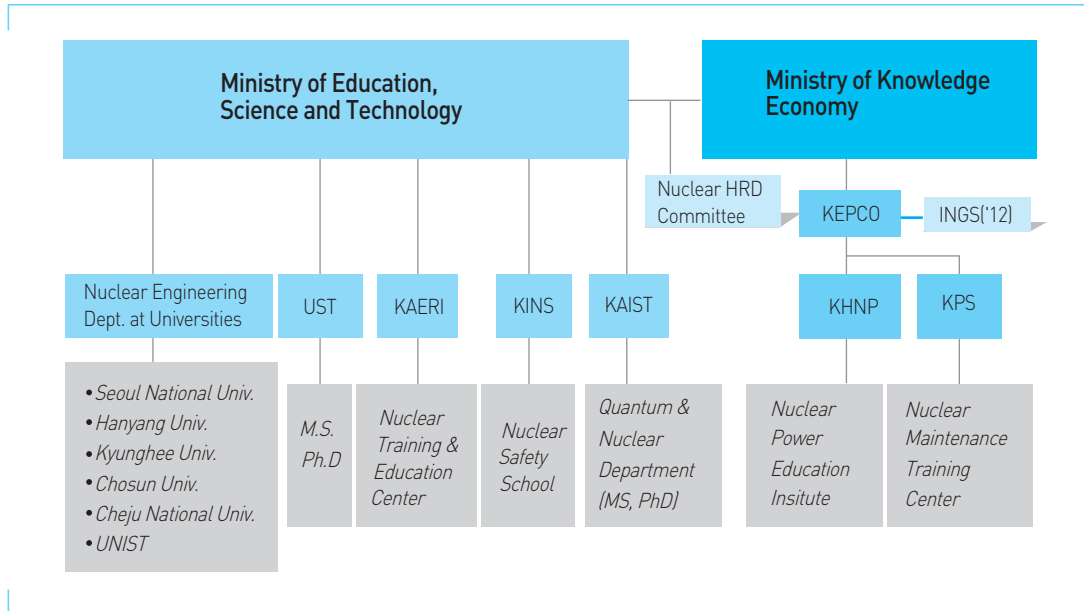 Ministry of Education,
Science and Technology
Ministry of Knowledge
Economy
Nuclear HRD
Committee
KEPCO
INGS('12)
Nuclear Engineering
Dept. at Universities
UST
KAERI
KINS
KAIST
KHNP
KPS
•Seoul National Univ.
•Hanyang Univ.
•Kyunghee Univ.
•Chosun Univ.
•Cheju National Univ.
•UNIST
M.S.
Ph.D
Nuclear
Training &
Education
Center
Nuclear
Safety
School
Quantum &
Nuclear
Department
(MS, PhD)
Nuclear
Power
Education
Insitute
Nuclear
Maintenance
Training
Center